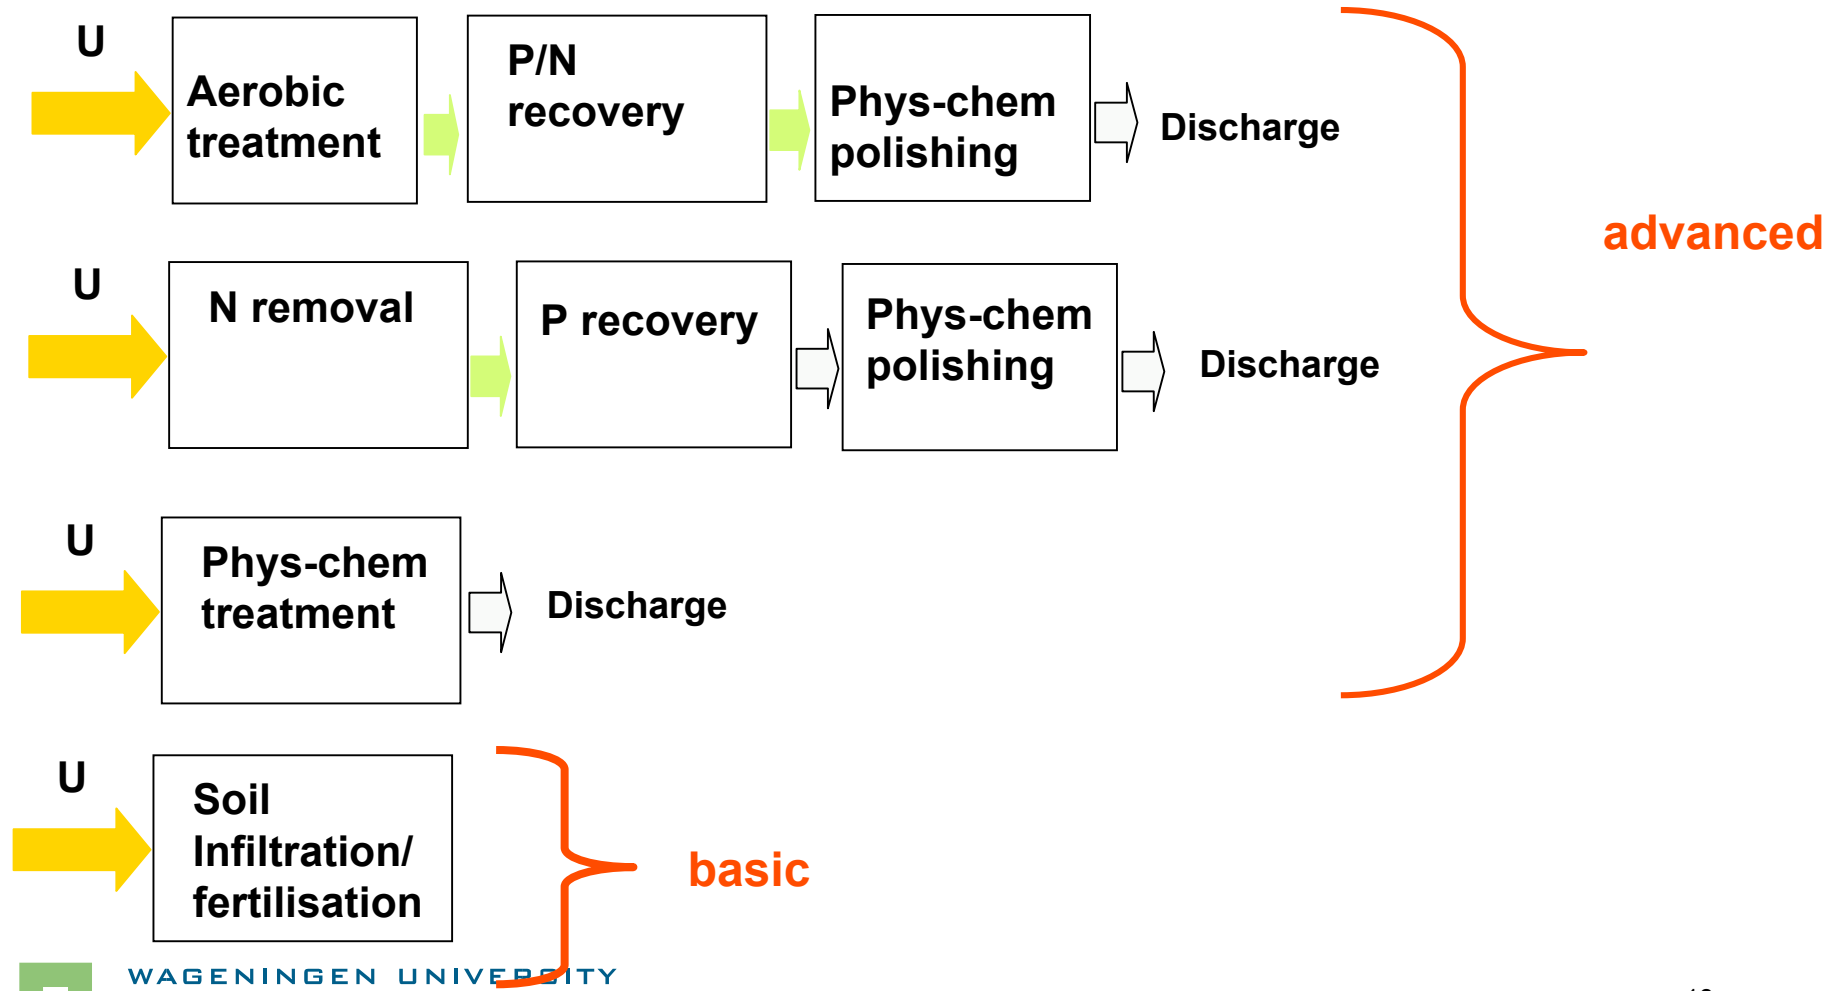 U
Aerobic
treatment
P/N
recovery
Phys-chem
polishing
Discharge
advanced
U
N removal
P recovery
Phys-chem
polishing
Discharge
U
Phys-chem
treatment
Discharge
U
Soil
Infiltration/
fertilisation
basic
WAGENINGEN UNIVERSITY